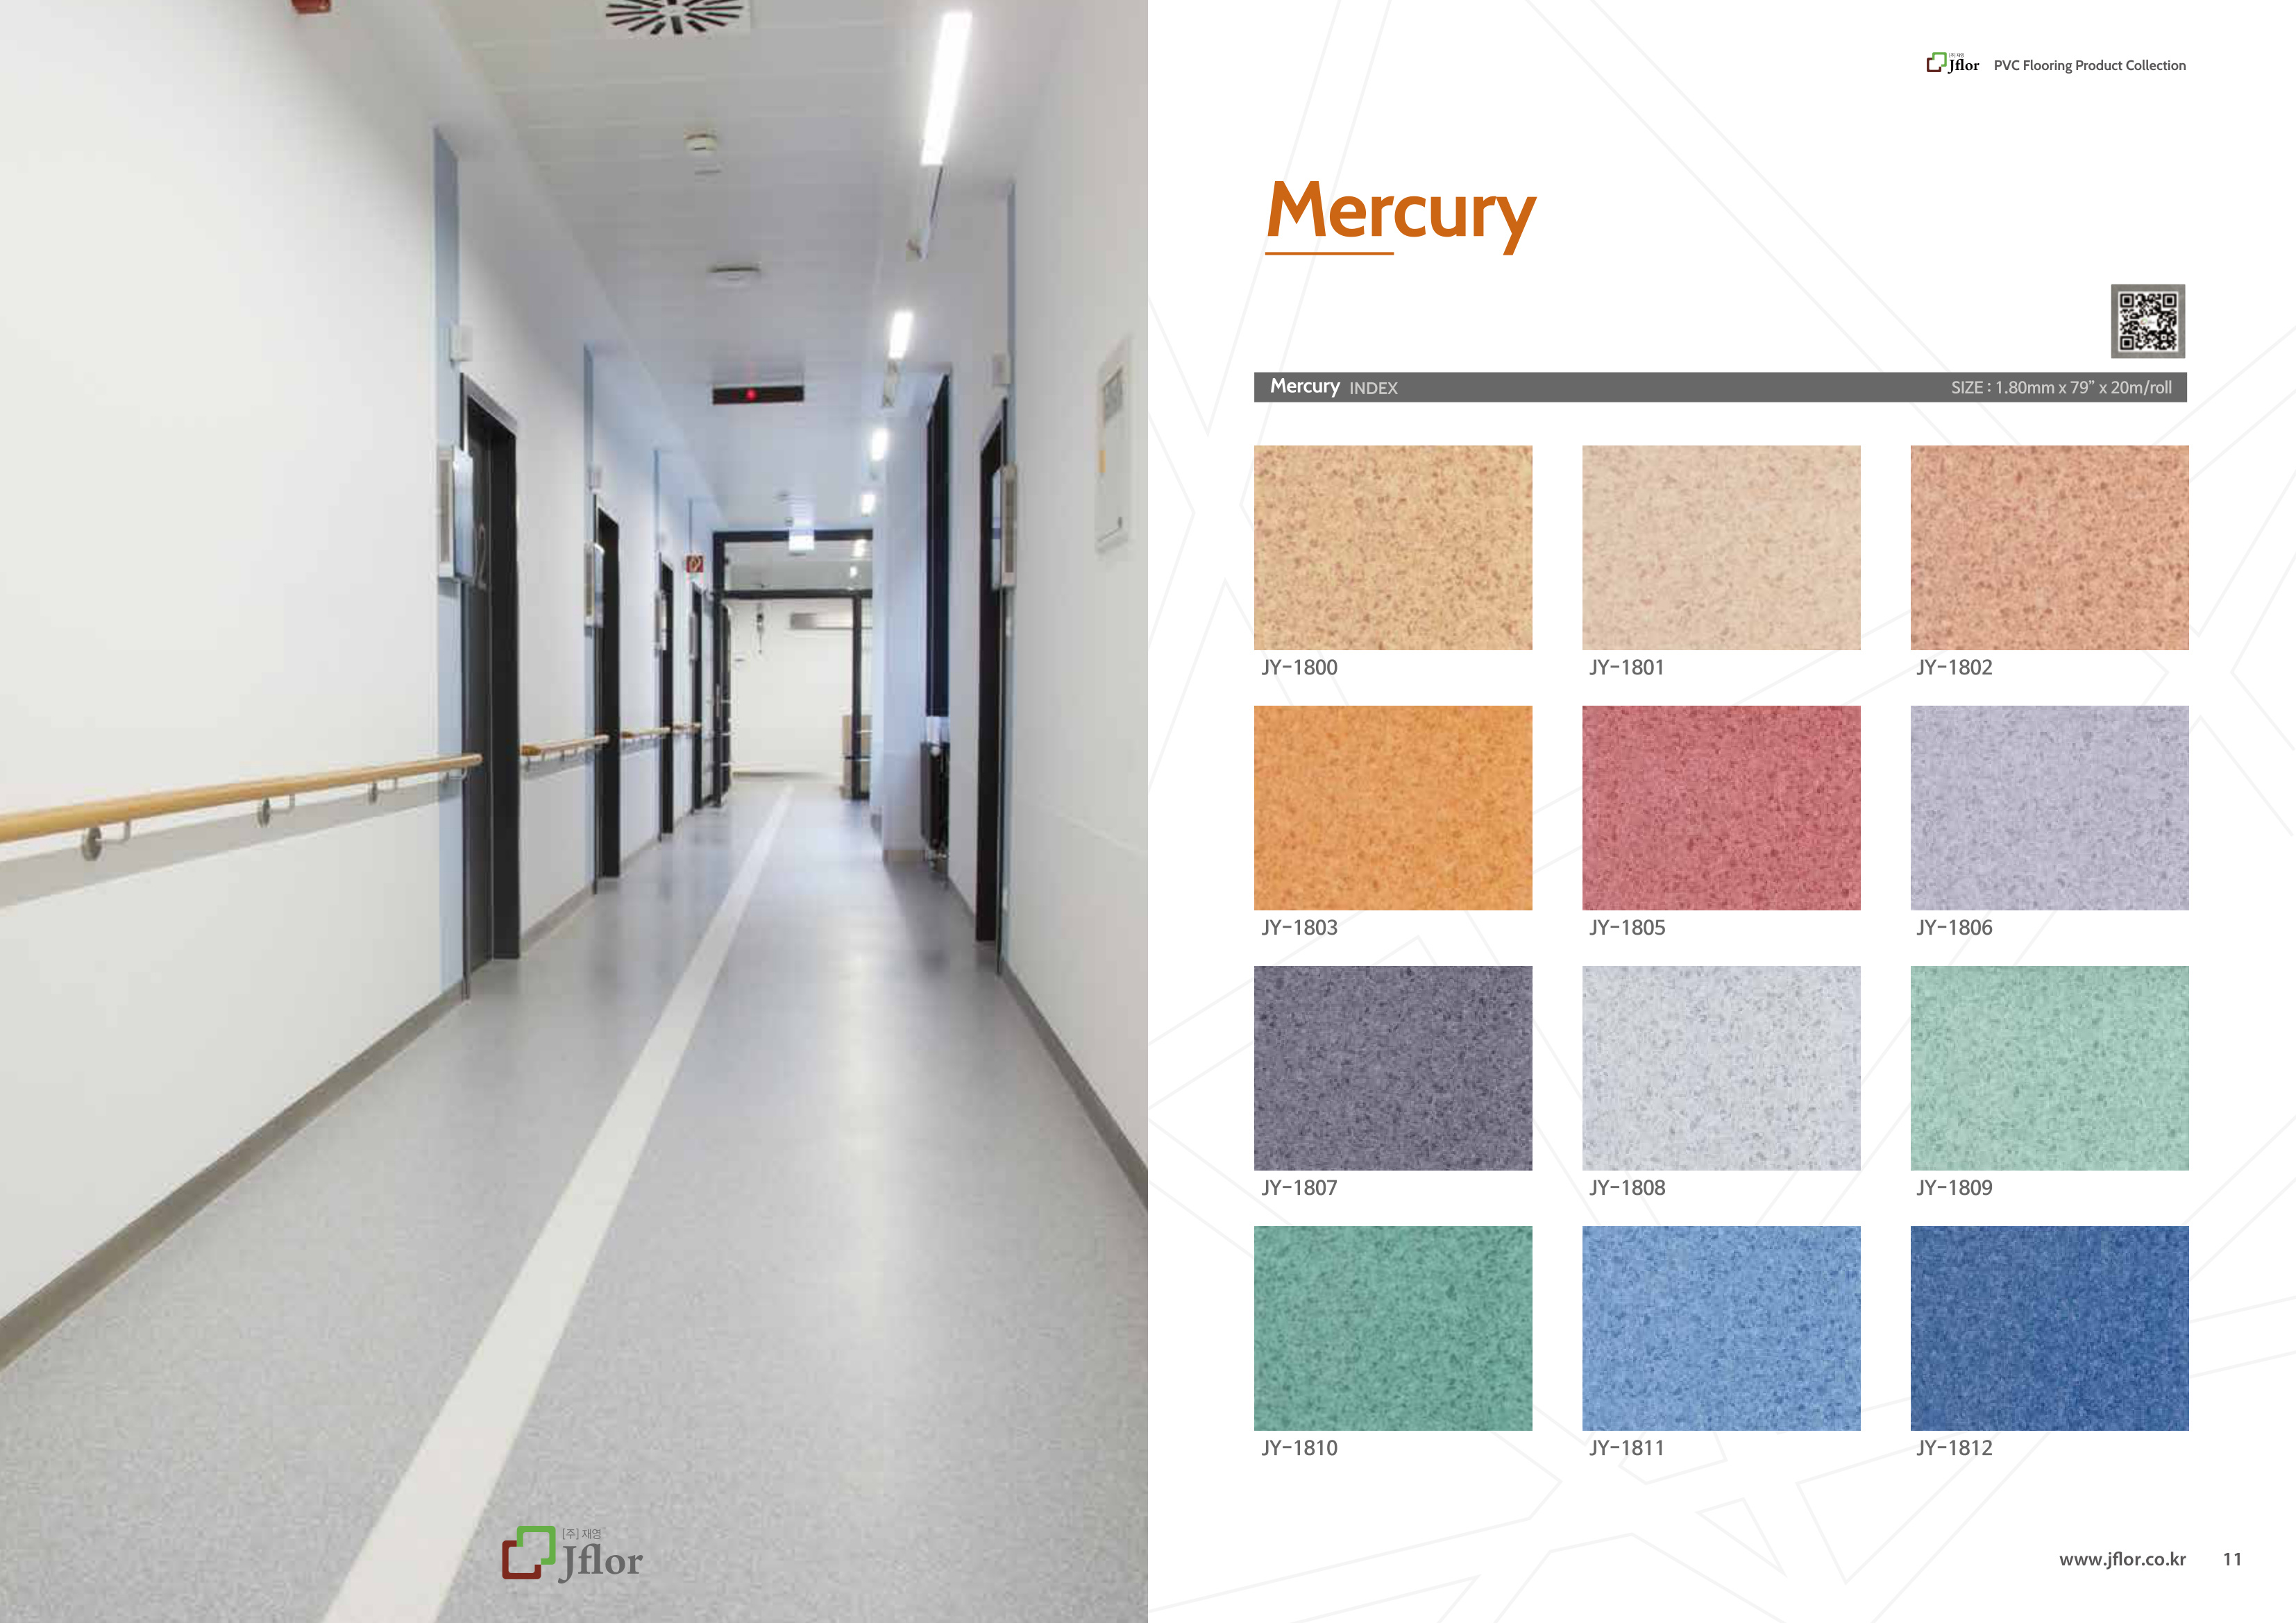 [주] 재영
Jflor
Jflor PVC Flooring Product Collection
Mercury
Mercury INDEX
SIZE : 1.80mm x 79” x 20m/roll
JY-1800
JY-1801
JY-1802
JY-1803
JY-1805
JY-1806
JY-1807
JY-1808
JY-1809
JY-1810
JY-1811
JY-1812
www.jflor.co.kr
11